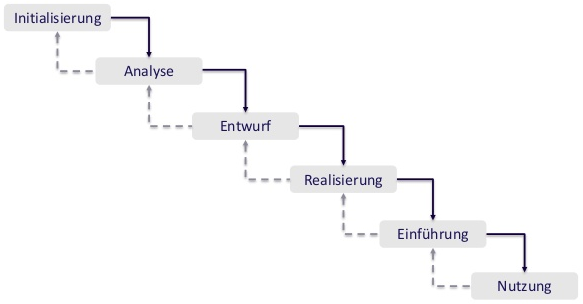 Initialisierung
Analyse
Entwurf
Realisierung
Einführung
Nutzung